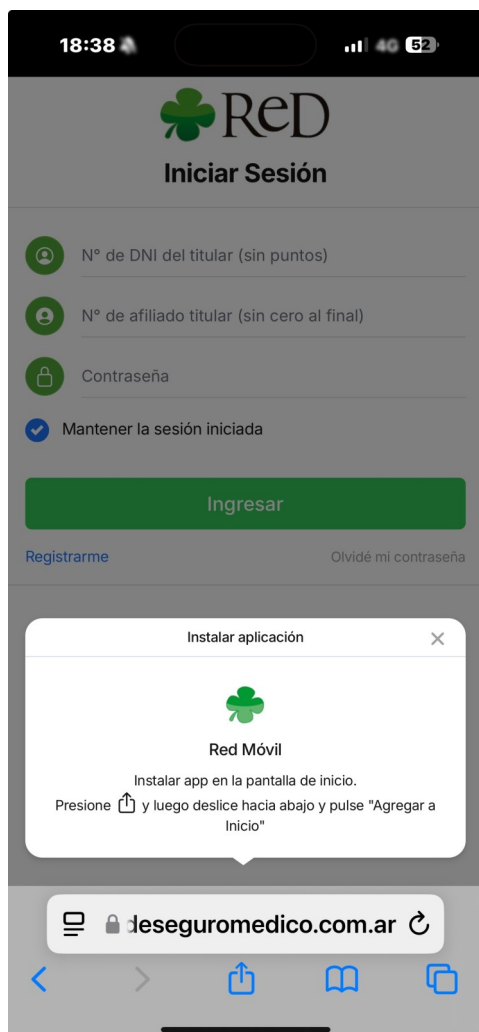 18:38
4G 52
ReD
Iniciar Sesión
N° de DNI del titular (sin puntos)
N° de afiliado titular (sin cero al final)
Contraseña
Mantener la sesión iniciada
Ingresar
Registrarme
Olvidé mi contraseña
Instalar aplicación
Red Móvil
Instalar app en la pantalla de inicio.
Presione y luego deslice hacia abajo y pulse "Agregar a
Inicio"
deseguromedico.com.ar